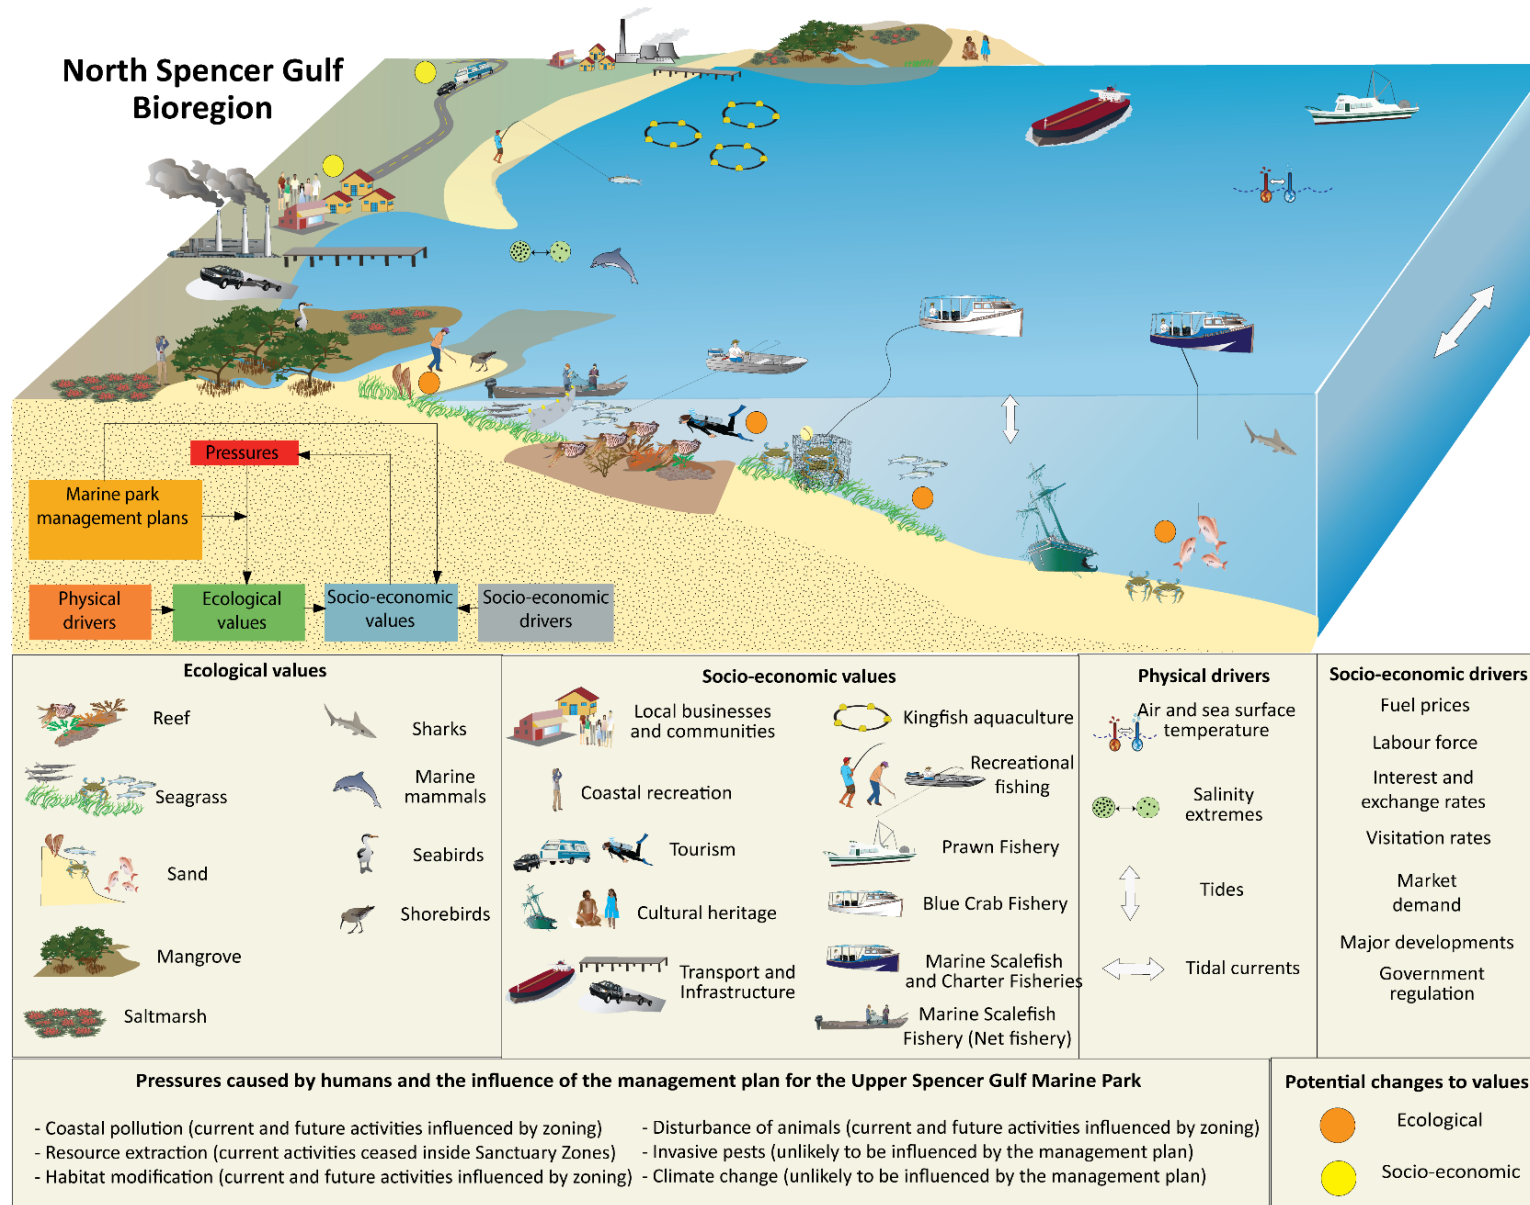 North Spencer Gulf
Bioregion
Pressures
Marine park
management plans
Physical
drivers
Ecological
values
Socio-economic
values
Socio-economic
drivers
Ecological values
Reef
Seagrass
Sand
Mangrove
Saltmarsh
Sharks
Marine
mammals
Seabirds
Shorebirds
Socio-economic values
Local businesses
and communities
Coastal recreation
Tourism
Cultural heritage
Transport and
Infrastructure
Kingfish aquaculture
Recreational
fishing
Prawn Fishery
Blue Crab Fishery
Marine Scalefish
and Charter Fisheries
Marine Scalefish
Fishery (Net fishery)
Physical drivers
Air and sea surface
temperature
Salinity
extremes
Tides
Tidal currents
Socio-economic drivers
Fuel prices
Labour force
Interest and
exchange rates
Visitation rates
Market
demand
Major developments
Government
regulation
Pressures caused by humans and the influence of the management plan for the Upper Spencer Gulf Marine Park
- Coastal pollution (current and future activities influenced by zoning)
- Resource extraction (current activities ceased inside Sanctuary Zones)
- Habitat modification (current and future activities influenced by zoning)
- Disturbance of animals (current and future activities influenced by zoning)
- Invasive pests (unlikely to be influenced by the management plan)
- Climate change (unlikely to be influenced by the management plan)
Potential changes to values
Ecological
Socio-economic